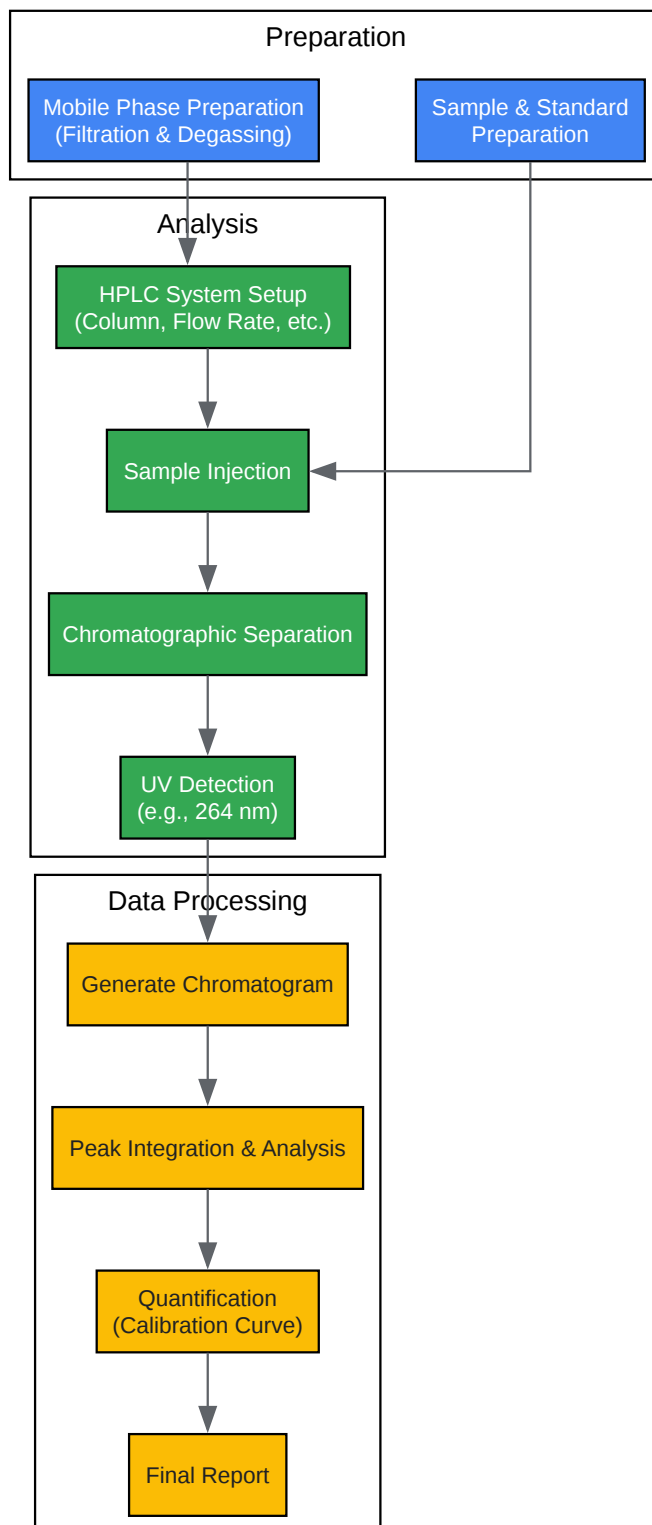 Preparation
Mobile Phase Preparation
(Filtration & Degassing)
Sample & Standard
Preparation
Analysis
HPLC System Setup
(Column, Flow Rate, etc.)
Sample Injection
Chromatographic Separation
UV Detection
(e.g., 264 nm)
Data Processing
Generate Chromatogram
Peak Integration & Analysis
Quantification
(Calibration Curve)
Final Report